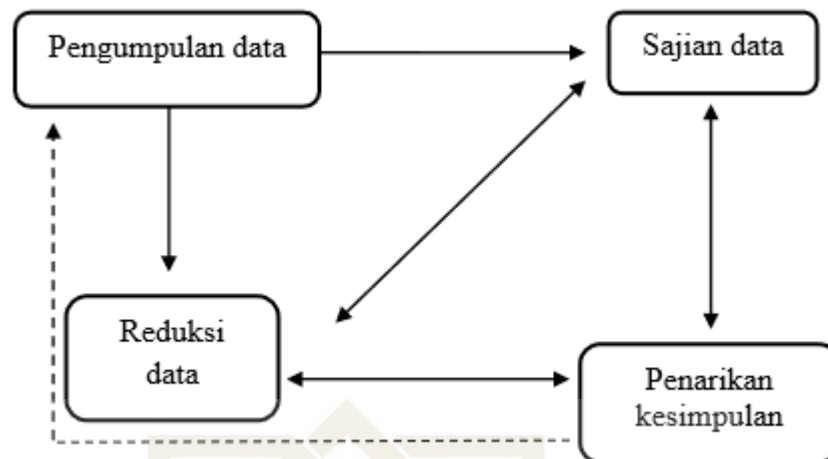 Pengumpulan data
Sajian data
Reduksi
data
Penarikan
kesimpulan